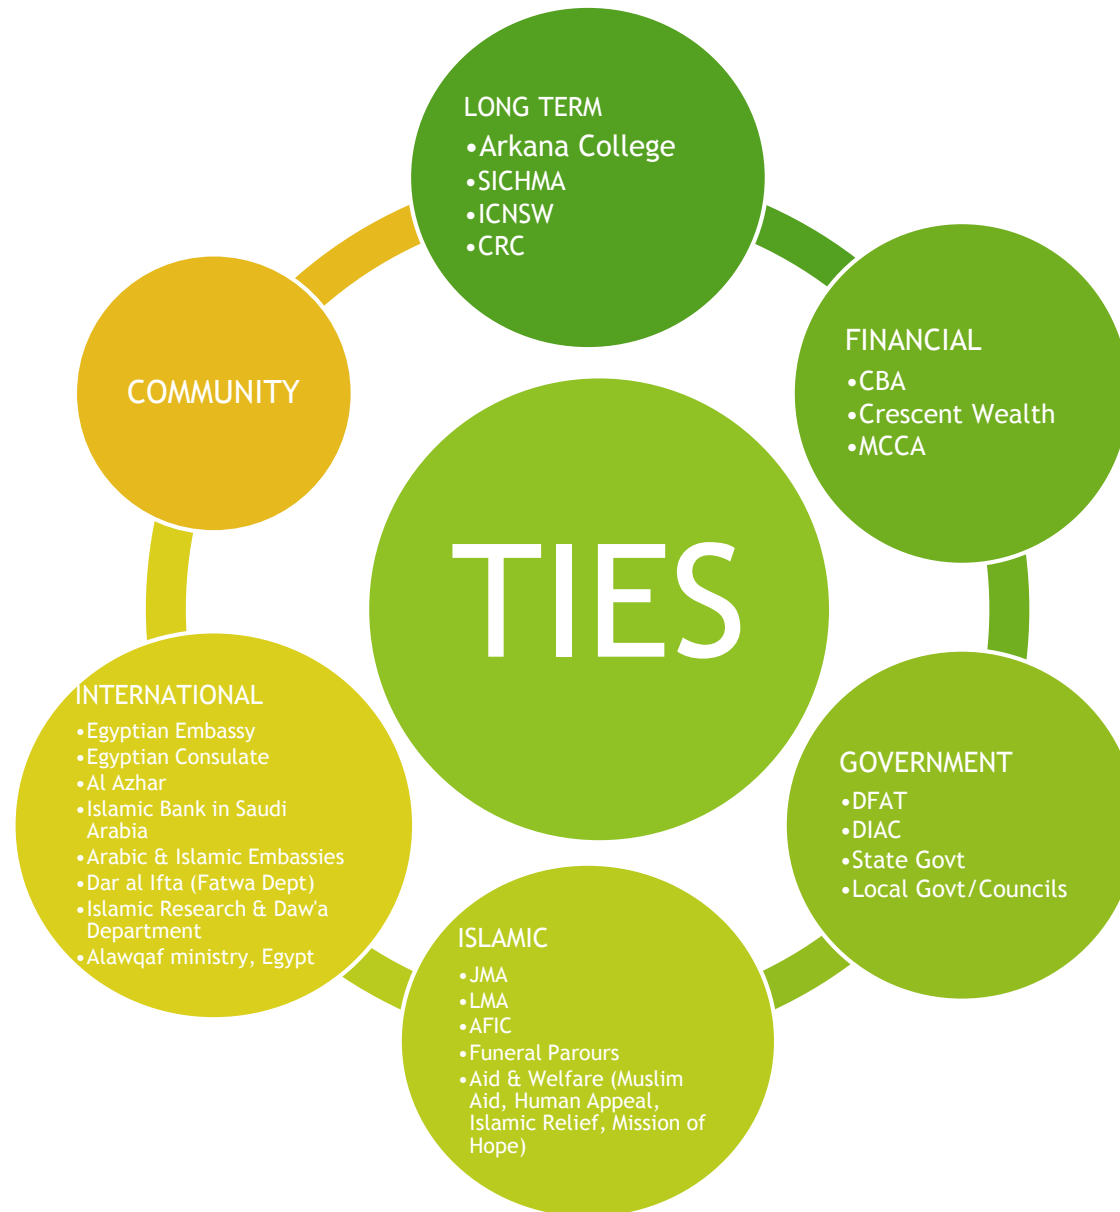 LONG TERM
•Arkana College
•SICHMA
•ICNSW
•CRC
FINANCIAL
•CBA
•Crescent Wealth
•MCCA
GOVERNMENT
•DFAT
•DIAC
•State Govt
•Local Govt/Councils
ISLAMIC
•JMA
•LMA
•AFIC
•Funeral Parours
•Aid & Welfare (Muslim
Aid, Human Appeal,
Islamic Relief, Mission of
Hope)
INTERNATIONAL
•Egyptian Embassy
•Egyptian Consulate
•Al Azhar
•Islamic Bank in Saudi
Arabia
•Arabic & Islamic Embassies
•Dar al Ifta (Fatwa Dept)
•Islamic Research & Daw'a
Department
•Alawqaf ministry, Egypt
COMMUNITY
TIES